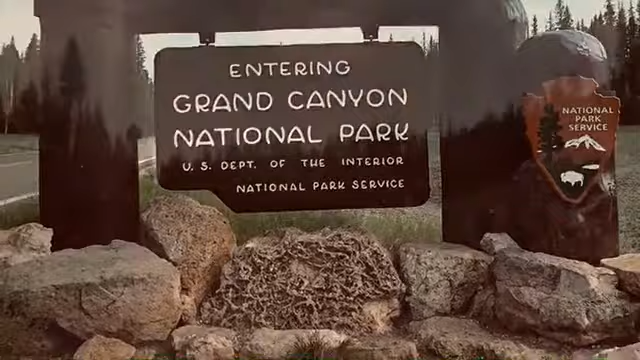 ENTERING
GRAND CANYON
NATIONAL PARK
U. S. DEPT. OF THE INTERIOR
NATIONAL PARK SERVICE
NATIONAL
PARK
SERVICE